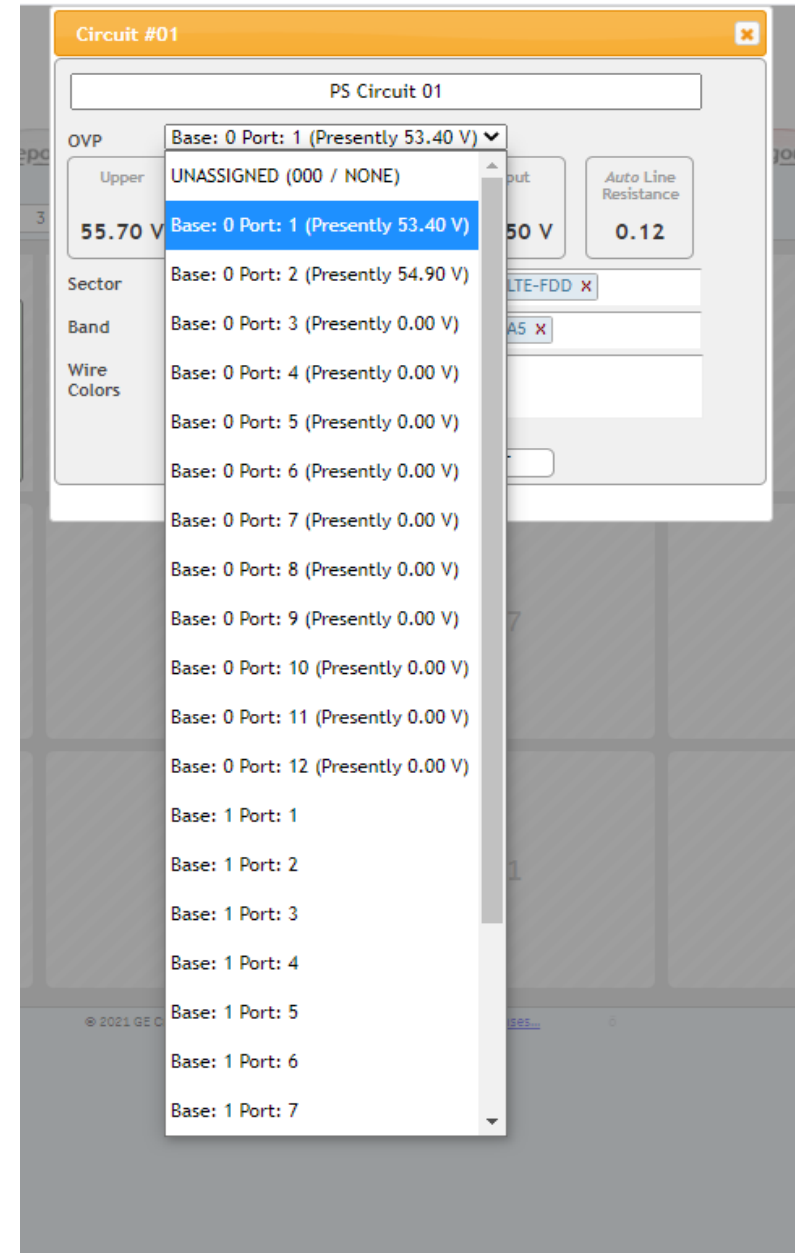 Circuit #01
PS Circuit 01
OVP Base: 0 Port: 1 (Presently 53.40 V)
Upper
55.70 V
put
50 V
Auto Line
Resistance
0.12
Sector
LTE-FDD x
Band
A5 x
Wire
Colors
UNASSIGNED (000 / NONE)
Base: 0 Port: 1 (Presently 53.40 V)
Base: 0 Port: 2 (Presently 54.90 V)
Base: 0 Port: 3 (Presently 0.00 V)
Base: 0 Port: 4 (Presently 0.00 V)
Base: 0 Port: 5 (Presently 0.00 V)
Base: 0 Port: 6 (Presently 0.00 V)
Base: 0 Port: 7 (Presently 0.00 V)
Base: 0 Port: 8 (Presently 0.00 V)
Base: 0 Port: 9 (Presently 0.00 V)
Base: 0 Port: 10 (Presently 0.00 V)
Base: 0 Port: 11 (Presently 0.00 V)
Base: 0 Port: 12 (Presently 0.00 V)
Base: 1 Port: 1
Base: 1 Port: 2
Base: 1 Port: 3
Base: 1 Port: 4
Base: 1 Port: 5
Base: 1 Port: 6
Base: 1 Port: 7
3
7
1
© 2021 GE C
ses...